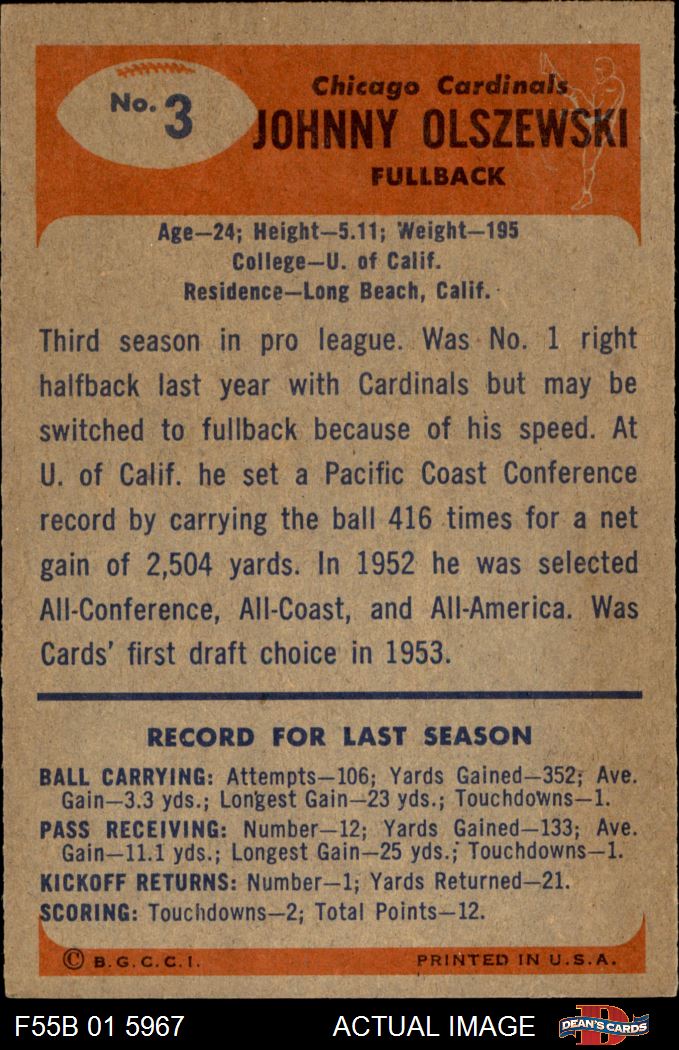 No. 3
Chicago Cardinals
JOHNNY OLSZEWSKI
FULLBACK
Age—24; Height—5.11; Weight—195
College—U. of Calif.
Residence—Long Beach, Calif.
Third season in pro league. Was No. 1 right
halfback last year with Cardinals but may be
switched to fullback because of his speed. At
U. of Calif. he set a Pacific Coast Conference
record by carrying the ball 416 times for a net
gain of 2,504 yards. In 1952 he was selected
All-Conference, All-Coast, and All-America. Was
Cards' first draft choice in 1953.
RECORD FOR LAST SEASON
BALL CARRYING: Attempts—106; Yards Gained—352; Ave.
Gain—3.3 yds.; Longest Gain—23 yds.; Touchdowns—1.
PASS RECEIVING: Number—12; Yards Gained—133; Ave.
Gain—11.1 yds.; Longest Gain—25 yds.; Touchdowns—1.
KICKOFF RETURNS: Number—1; Yards Returned—21.
SCORING: Touchdowns—2; Total Points—12.
© B.G.C.C.I. PRINTED IN U.S.A.
F55B 01 5967 ACTUAL IMAGE D DEAN'S CARDS